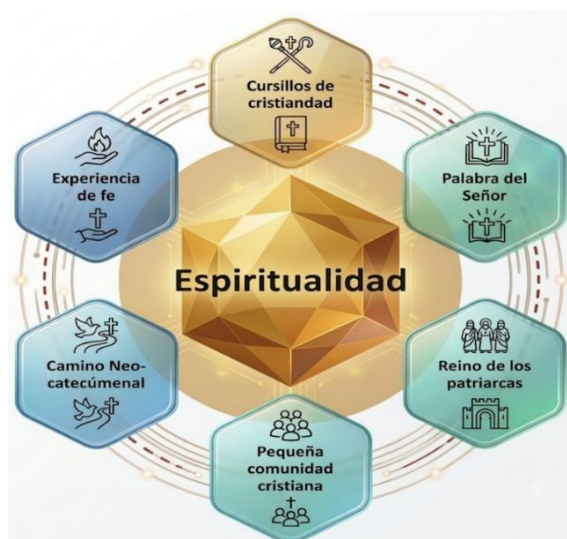 Cursillos de
cristiandad
Experiencia
de fe
Palabra del
Señor
Espiritualidad
Camino Neo-
catecúmenal
Reino de los
patriarcas
Pequeña
comunidad
cristiana